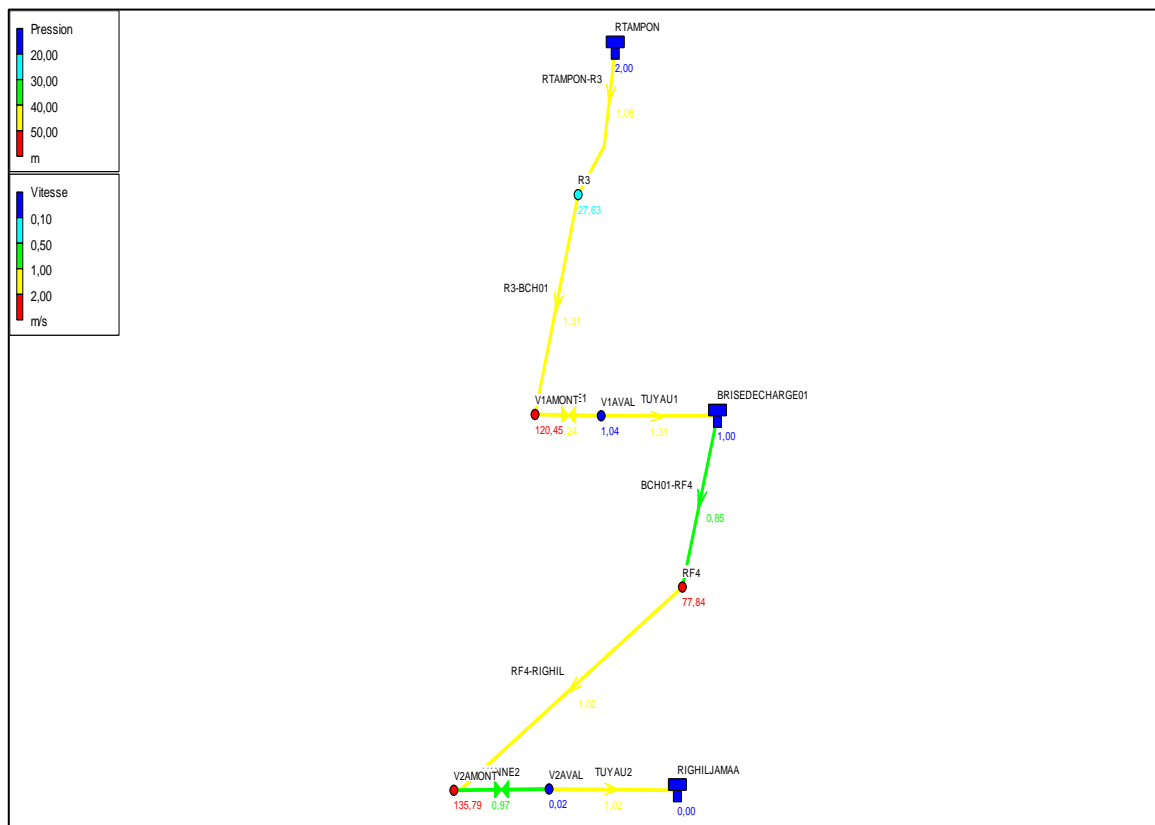 Pression
20,00
30,00
40,00
50,00
m
Vitesse
0,10
0,50
1,00
2,00
m/s
RTAMPON
2,00
RTAMPON-R3
1,08
R3
27,63
R3-BCH01
1,31
V1AMONT
E1
V1AVAL
TUYAU1
BRISEDECHARGE01
120,45
,24
1,04
1,31
1,00
BCH01-RF4
0,85
RF4
77,84
RF4-RIGHIL
1,02
V2AMONT
NNE2
V2AVAL
TUYAU2
RIGHILJAMAA
135,79
0,97
0,02
1,02
0,00